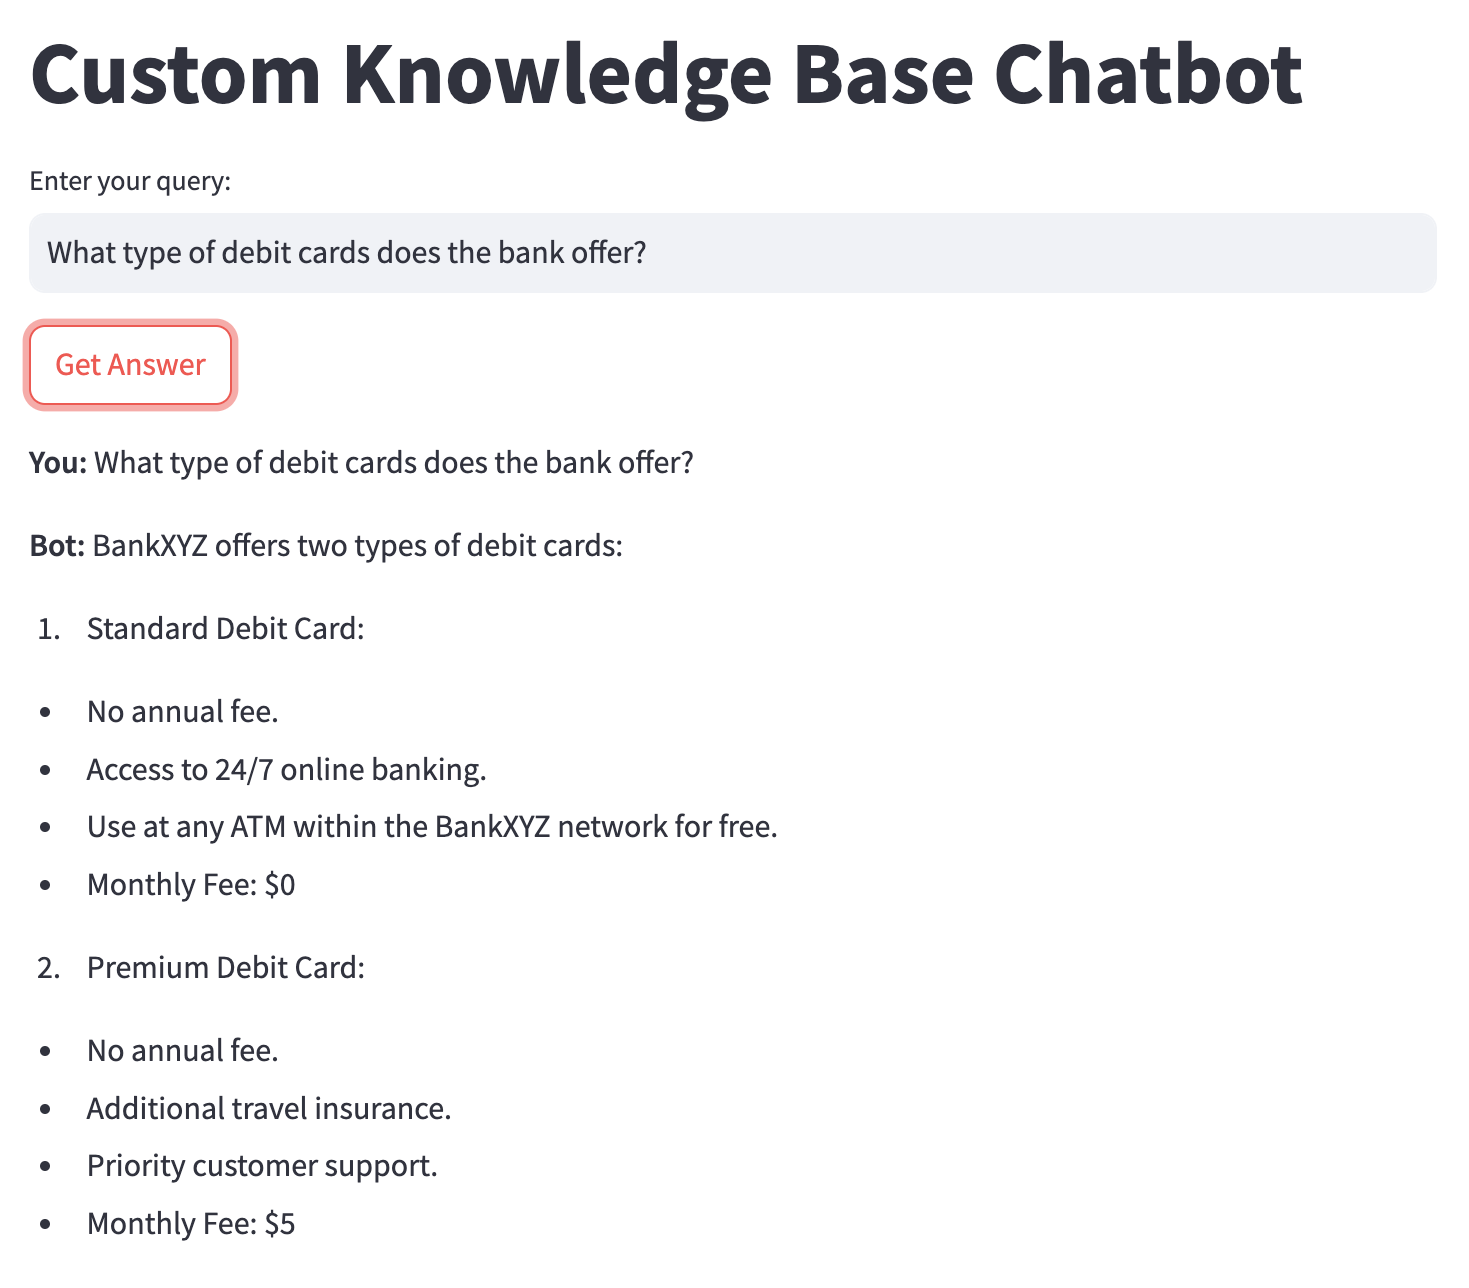 Custom Knowledge Base Chatbot
Enter your query:
What type of debit cards does the bank offer?
Get Answer
You: What type of debit cards does the bank offer?
Bot: BankXYZ offers two types of debit cards:
1. Standard Debit Card:
• No annual fee.
• Access to 24/7 online banking.
• Use at any ATM within the BankXYZ network for free.
• Monthly Fee: $0
2. Premium Debit Card:
• No annual fee.
• Additional travel insurance.
• Priority customer support.
• Monthly Fee: $5